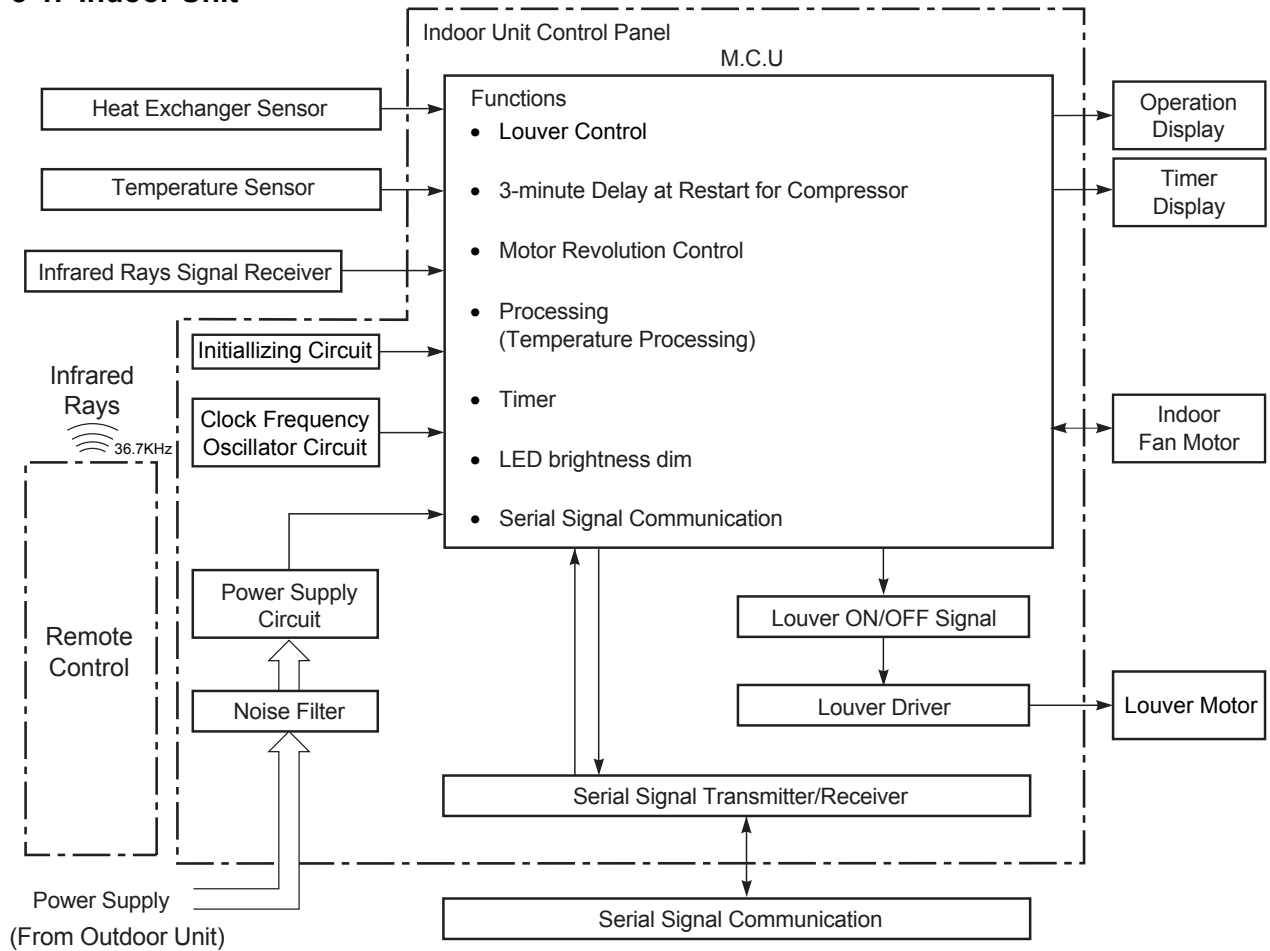 Indoor Unit Control Panel
M.C.U
Heat Exchanger Sensor
Temperature Sensor
Infrared Rays Signal Receiver
Initiallizing Circuit
Clock Frequency
Oscillator Circuit
Infrared
Rays
36.7KHz
Remote
Control
Power Supply
Circuit
Noise Filter
Power Supply
(From Outdoor Unit)
Functions
• Louver Control
• 3-minute Delay at Restart for Compressor
• Motor Revolution Control
• Processing
(Temperature Processing)
• Timer
• LED brightness dim
• Serial Signal Communication
Louver ON/OFF Signal
Louver Driver
Serial Signal Transmitter/Receiver
Serial Signal Communication
Operation
Display
Timer
Display
Indoor
Fan Motor
Louver Motor